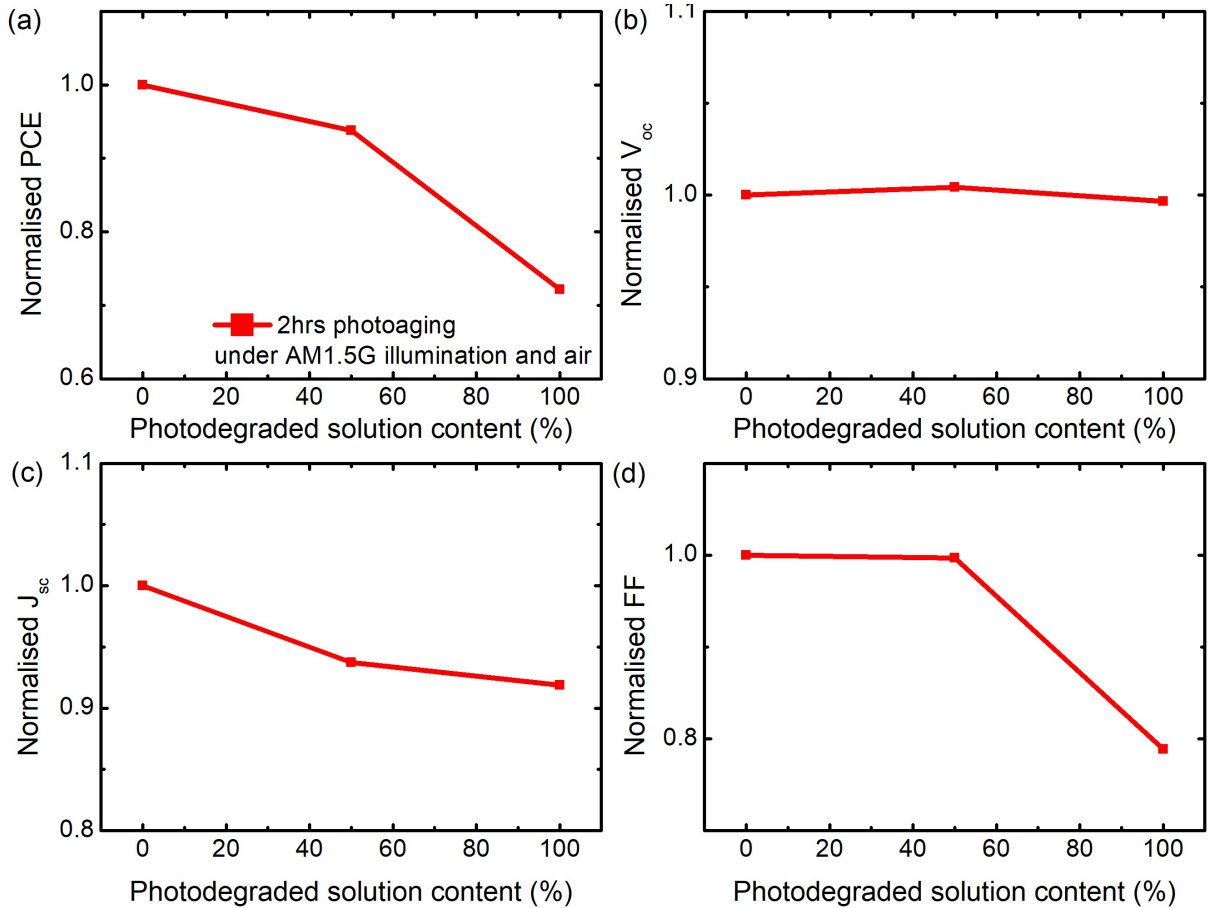 (a)
Normalised PCE
1.0
0.8
0.6
2hrs photoaging
under AM1.5G illumination and air
0 20 40 60 80 100
Photodegraded solution content (%)
(b)
Normalised Voc
1.1
1.0
0.9
0 20 40 60 80 100
Photodegraded solution content (%)
(c)
Normalised Jsc
1.1
1.0
0.9
0.8
0 20 40 60 80 100
Photodegraded solution content (%)
(d)
Normalised FF
1.0
0.8
0 20 40 60 80 100
Photodegraded solution content (%)